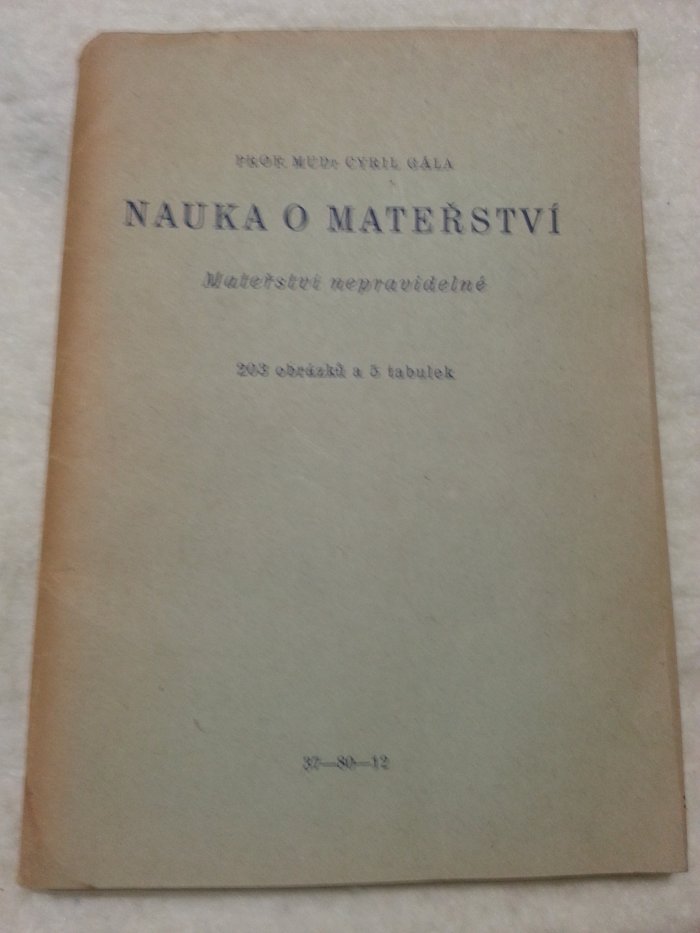 PROF. MUDr CYRIL GÁLA
NAUKA O MATEŘSTVÍ
Mateřství nepravidelné
203 obrázků a 5 tabulek
37—80—12